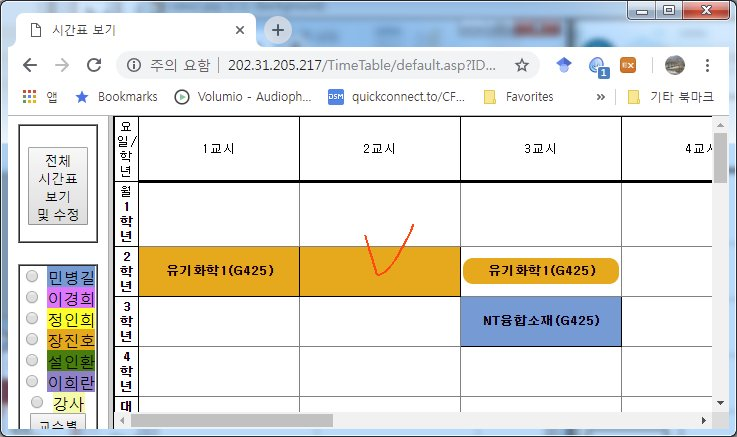 시간표 보기
주의 요함 202.31.205.217/TimeTable/default.asp?ID...
1
EX
앱 Bookmarks Volumio - Audioph... DSM quickconnect.to/CF... Favorites » 기타 북마크
전체
시간표
보기
및 수정
민병길
이경희
정인희
장진호
설인환
이희란
강사
교수별
요일/학년 1교시 2교시 3교시 4교시
월
1학년
2학년 유기화학1(G425) 유기화학1(G425)
3학년 NT융합소재(G425)
4학년
대